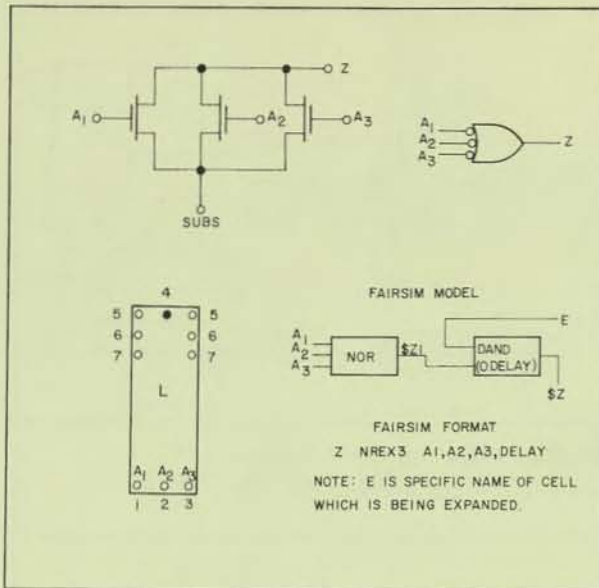 Z
A1
A2
A3
SUBS
A1
A2
A3
Z
4
5 5
6 6
7 7
L
A1 A2 A3
1 2 3
FAIRSIM MODEL
A1
A2
A3
NOR
$Z1
DAND
(0 DELAY)
E
$Z
FAIRSIM FORMAT
Z NREX3 A1,A2,A3,DELAY
NOTE: E IS SPECIFIC NAME OF CELL
WHICH IS BEING EXPANDED.